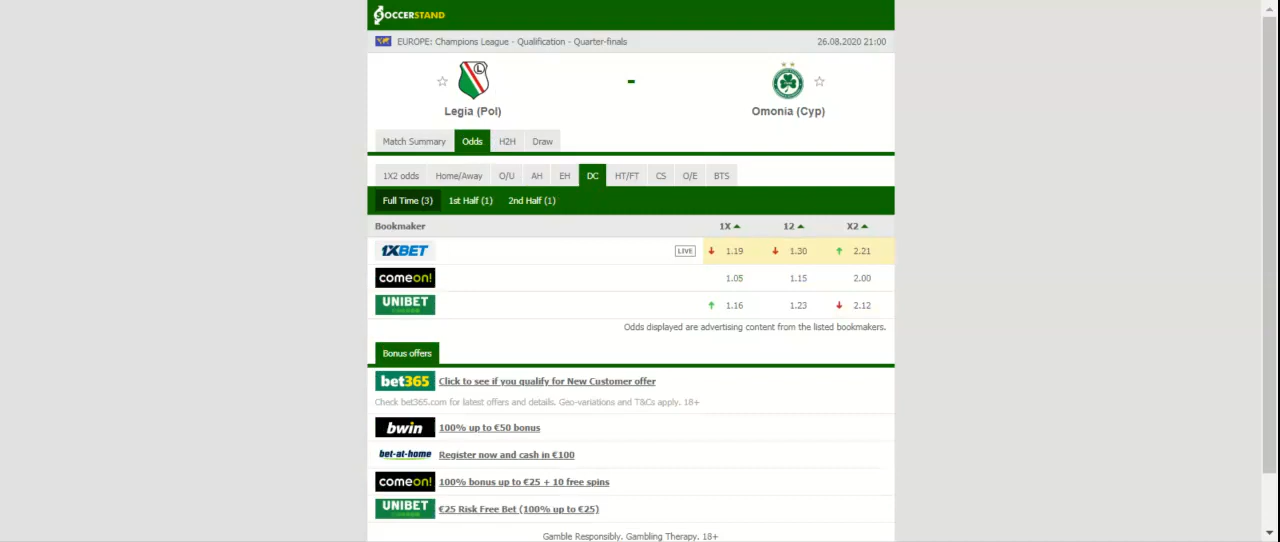 SOCCERSTAND
EUROPE: Champions League - Qualification - Quarter-finals 26.08.2020 21:00
L
-
Legia (Pol) Omonia (Cyp)
Match Summary Odds H2H Draw
1X2 odds Home/Away O/U AH EH DC HT/FT CS O/E BTS
Full Time (3) 1st Half (1) 2nd Half (1)
Bookmaker 1X 12 X2
1XBET LIVE 1.19 1.30 2.21
comeon! 1.05 1.15 2.00
UNIBET 1.16 1.23 2.12
Odds displayed are advertising content from the listed bookmakers.
Bonus offers
bet365 Click to see if you qualify for New Customer offer
Check bet365.com for latest offers and details. Geo-variations and T&Cs apply. 18+
bwin 100% up to €50 bonus
bet-at-home Register now and cash in €100
comeon! 100% bonus up to €25 + 10 free spins
UNIBET €25 Risk Free Bet (100% up to €25)
Gamble Responsibly. Gambling Therapy. 18+